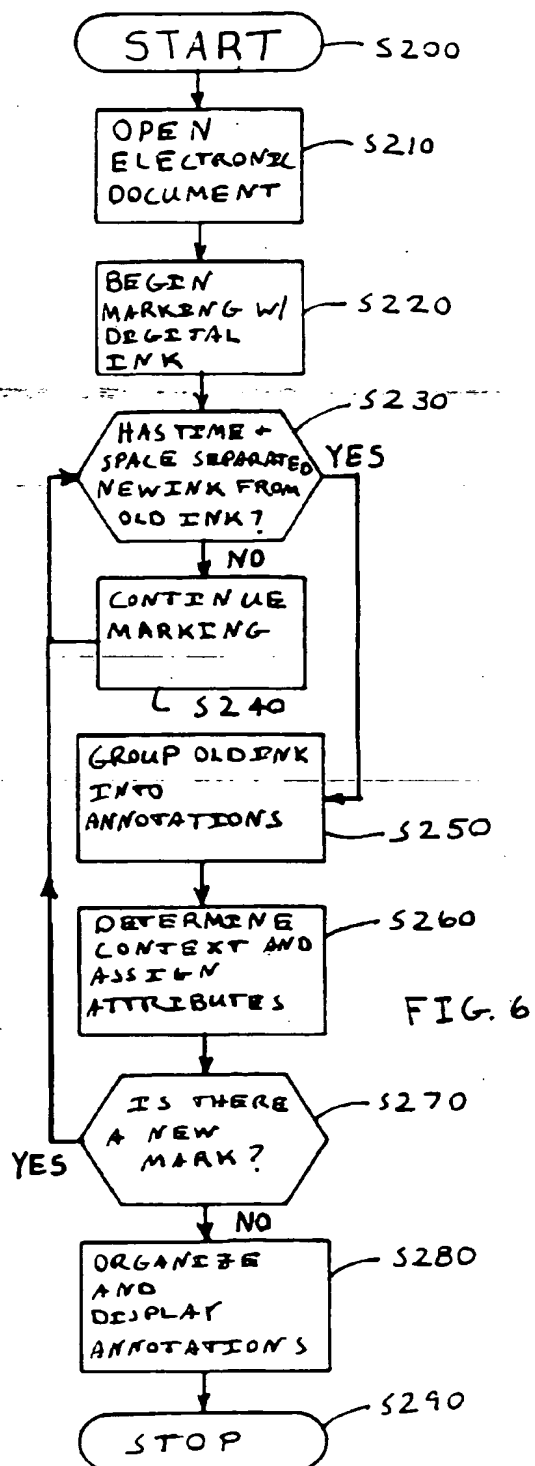 START
S200
OPEN
ELECTRONIC
DOCUMENT
S210
BEGIN
MARKING W/
DIGITAL
INK
S220
HAS TIME +
SPACE SEPARATED
NEW INK FROM
OLD INK?
S230
YES
NO
CONTINUE
MARKING
S240
GROUP OLD INK
INTO
ANNOTATIONS
S250
DETERMINE
CONTEXT AND
ASSIGN
ATTRIBUTES
S260
FIG. 6
IS THERE
A NEW
MARK?
S270
YES
NO
ORGANIZE
AND
DISPLAY
ANNOTATIONS
S280
STOP
S290